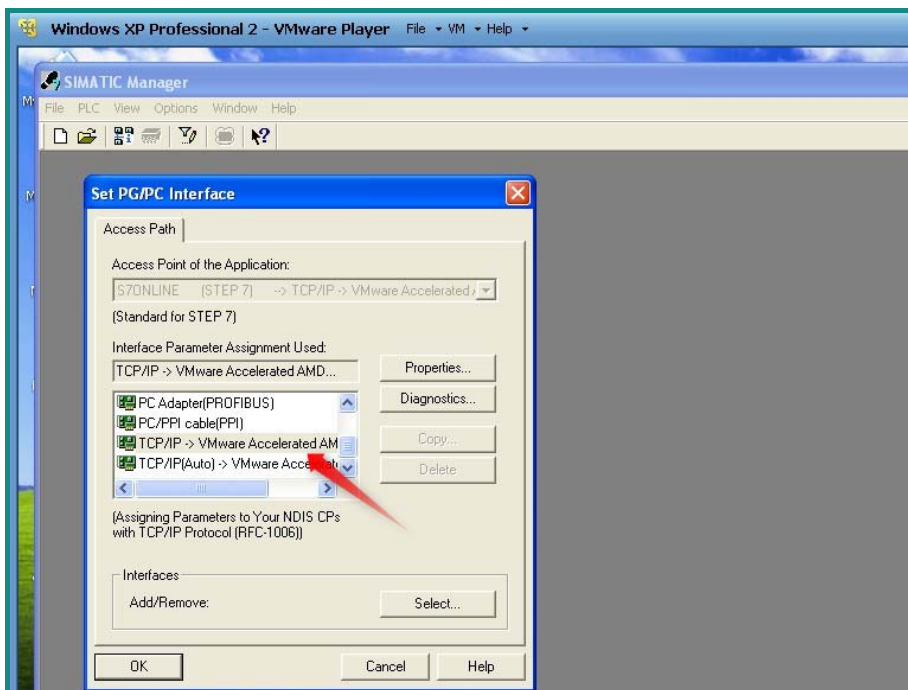 Windows XP Professional 2 - VMware Player File VM Help
SIMATIC Manager
File PLC View Options Window Help
Set PG/PC Interface
Access Path
Access Point of the Application:
S7ONLINE (STEP 7) --> TCP/IP -> VMware Accelerated
(Standard for STEP 7)
Interface Parameter Assignment Used:
TCP/IP -> VMware Accelerated AMD...
Properties...
PC Adapter(PROFIBUS)
Diagnostics...
PC/PPI cable(PPI)
TCP/IP -> VMware Accelerated AM
Copy...
TCP/IP(Auto) -> VMware
Delete
(Assigning Parameters to Your NDIS CPs
with TCP/IP Protocol (RFC-1006))
Interfaces
Add/Remove:
Select...
OK Cancel Help